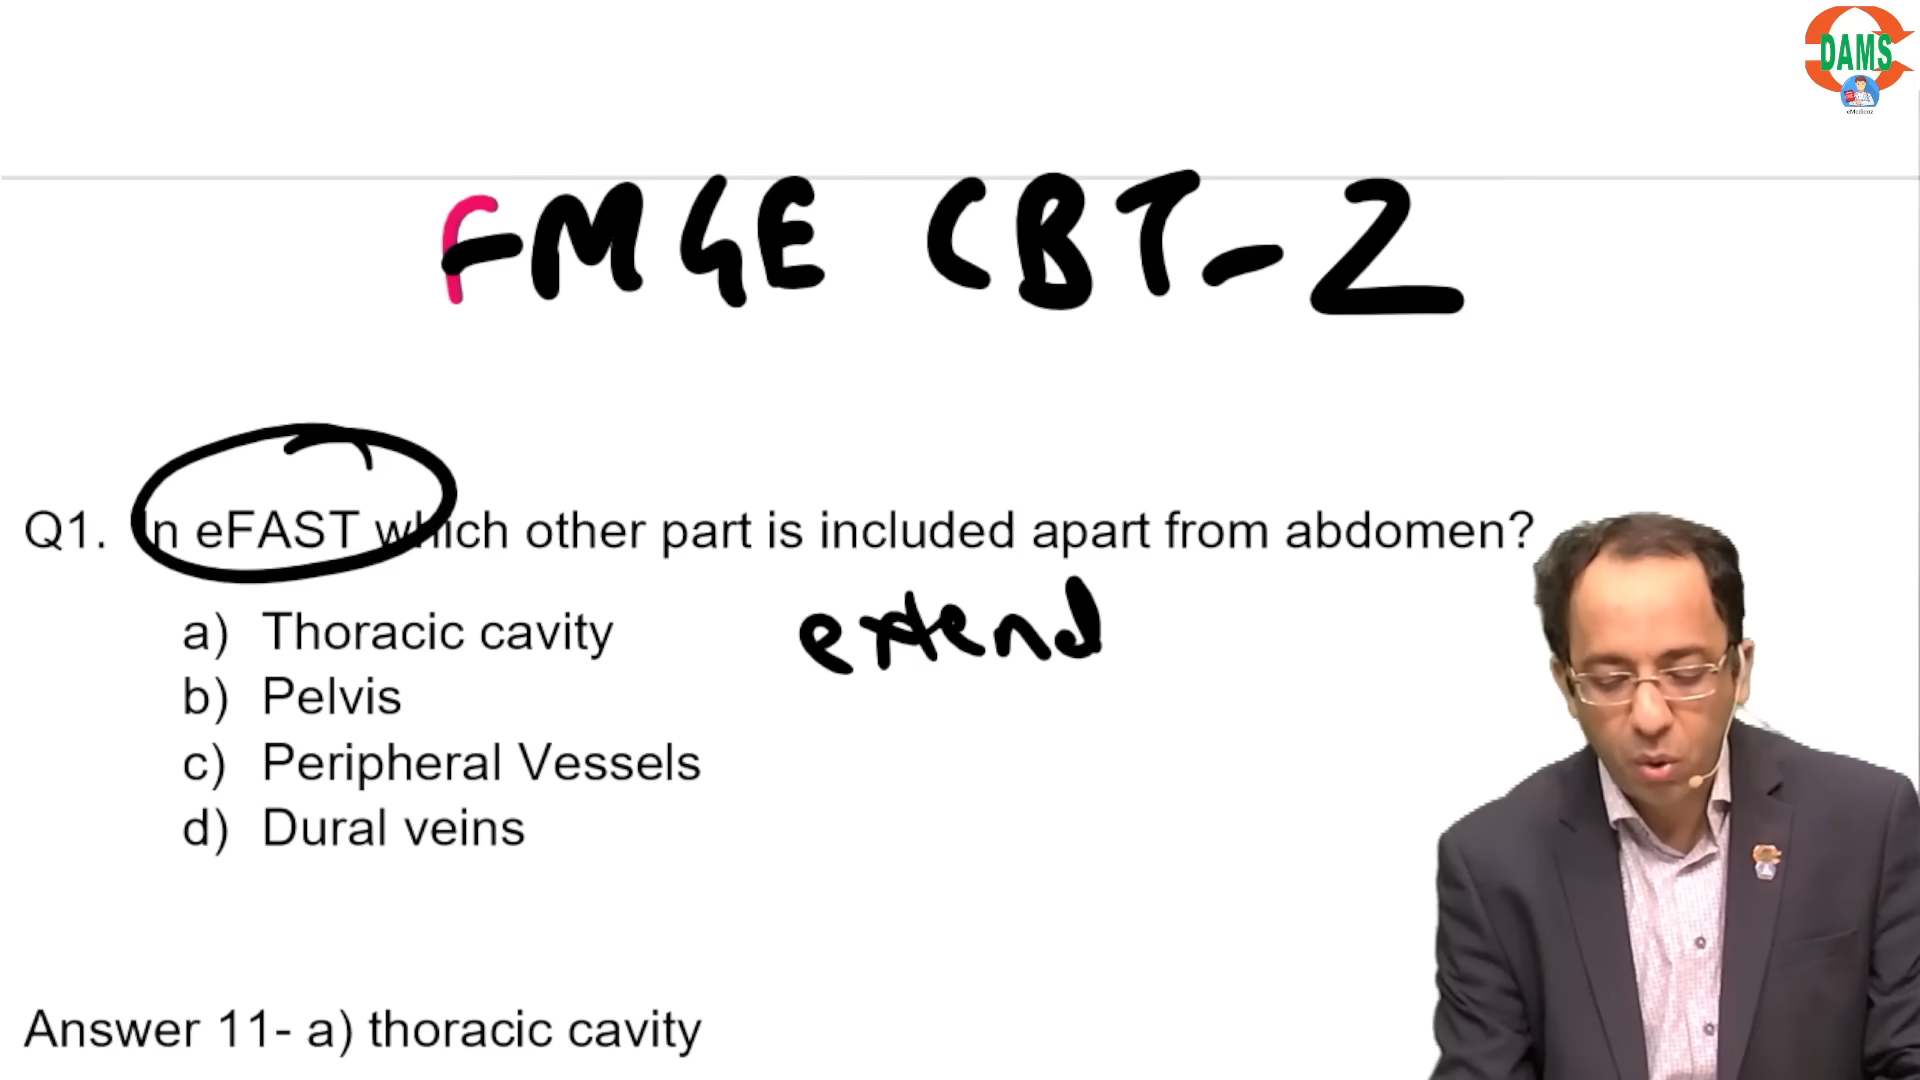 DAMS
eMedicoz
FMGE CBT-2
Q1. In eFAST which other part is included apart from abdomen?
extend
a) Thoracic cavity
b) Pelvis
c) Peripheral Vessels
d) Dural veins
Answer 11- a) thoracic cavity